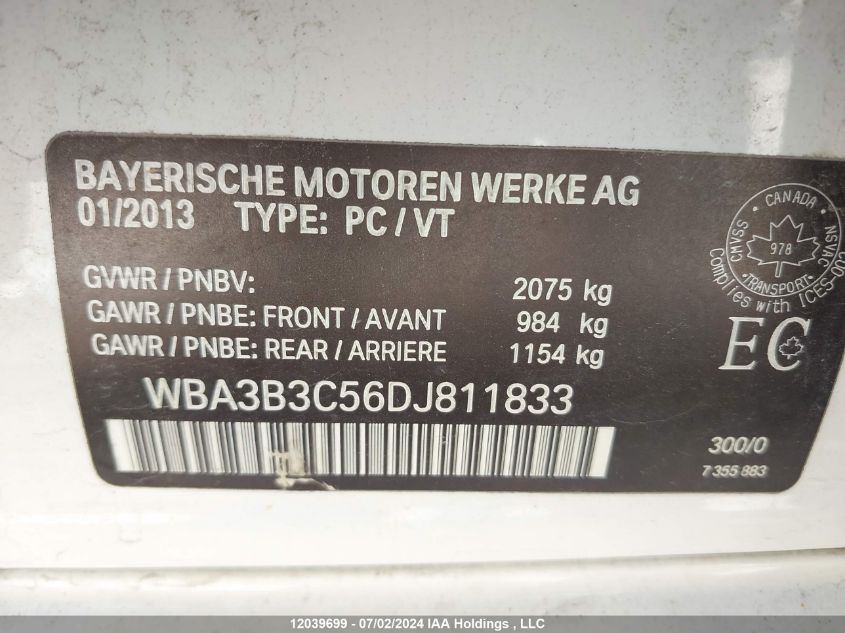 BAYERISCHE MOTOREN WERKE AG
01/2013 TYPE: PC / VT
GVWR / PNBV: 2075 kg
GAWR / PNBE: FRONT / AVANT 984 kg
GAWR / PNBE: REAR / ARRIERE 1154 kg
WBA3B3C56DJ811833
CANADA
CMVSS NSVAC
978
TRANSPORT
Complies with ICES-
EC
300/0
7 355 883
12039699 - 07/02/2024 IAA Holdings , LLC